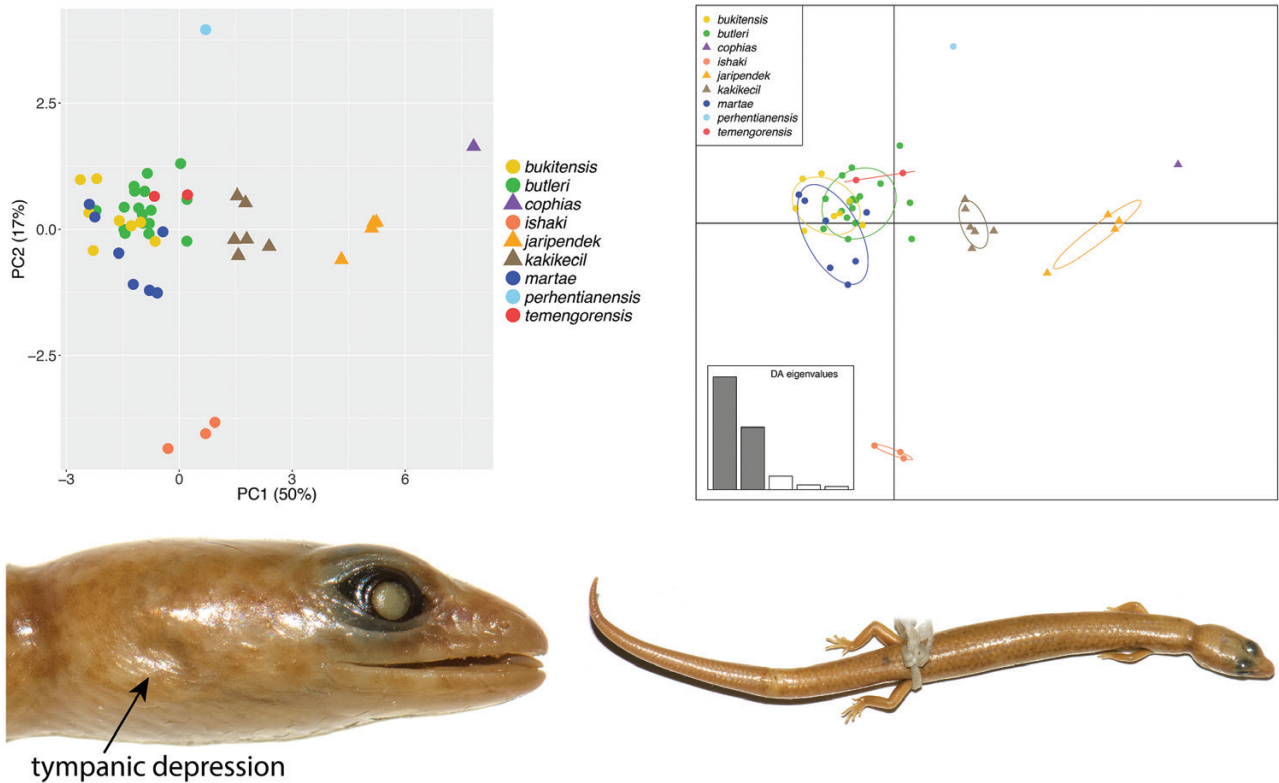 2.5
0.0
−2.5
PC2 (17%)
−3
0
3
6
PC1 (50%)
bukitensis
butleri
cophias
ishaki
jaripendek
kakikecil
martae
perhentianensis
temengorensis
bukitensis
butleri
cophias
ishaki
jaripendek
kakikecil
martae
perhentianensis
temengorensis
DA eigenvalues
tympanic depression